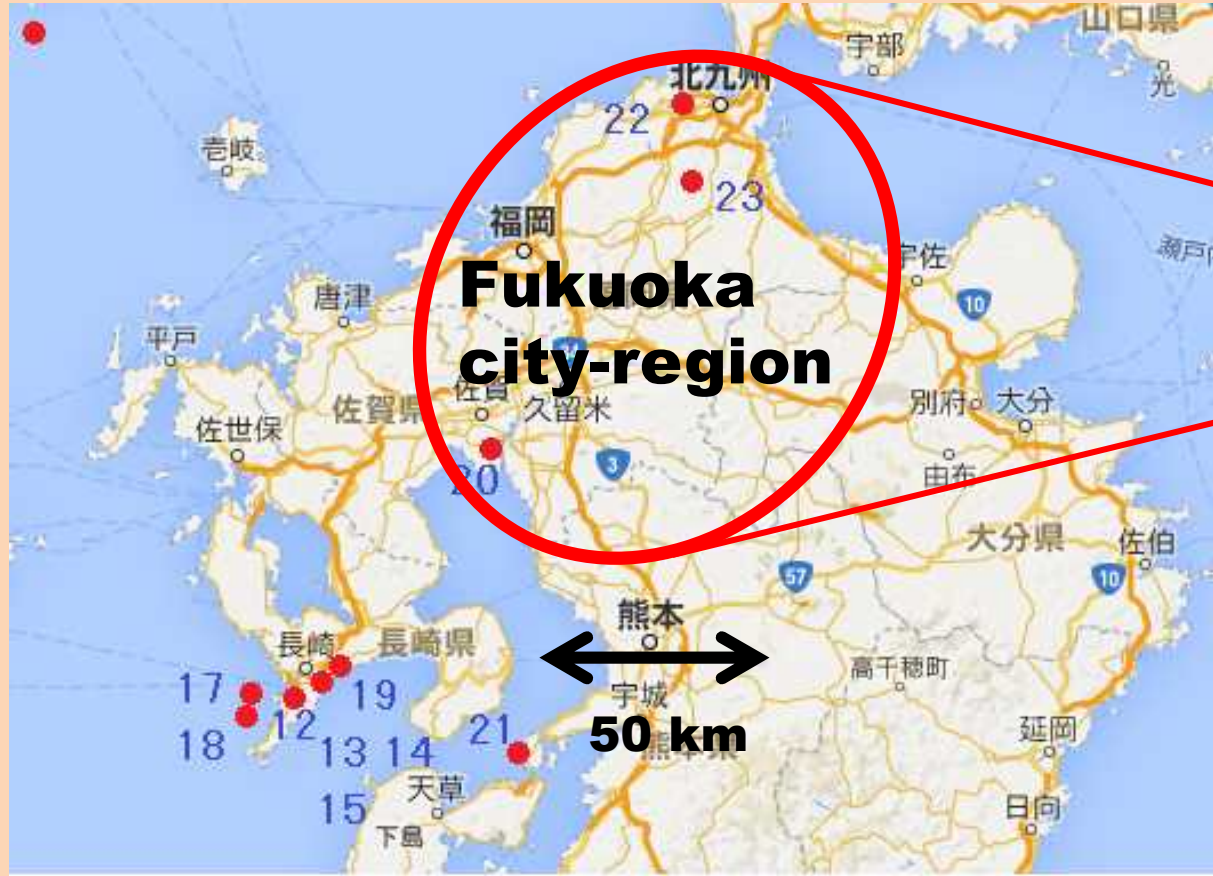 山口県
宇部
光
北九州
22
壱岐
23
福岡
宇佐
瀬戸内
Fukuoka
city-region
唐津
10
平戸
佐賀
佐賀県
久留米
別府
大分
佐世保
3
由布
20
大分県
佐伯
57
10
熊本
長崎
長崎県
高千穂町
17
19
宇城
12
18
13 14
21
50 km
熊本県
延岡
15
天草
下島
日向